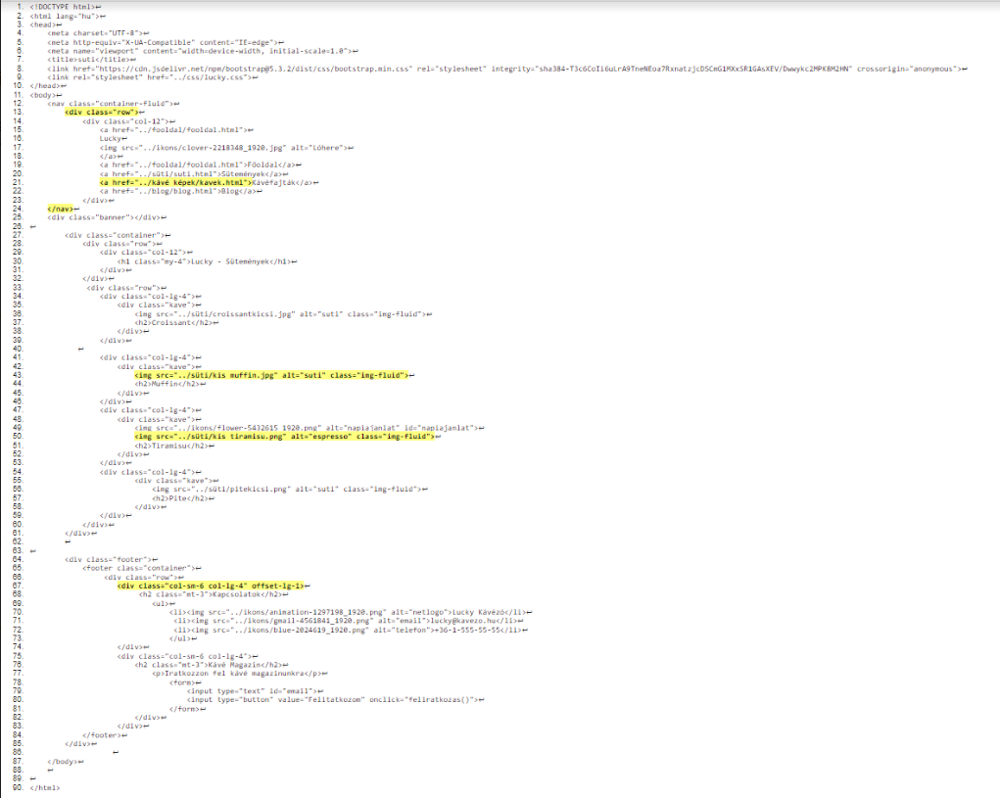 1. <!DOCTYPE html>↩
2. <html lang="hu">↩
3. <head>↩
4. <meta charset="UTF-8">↩
5. <meta http-equiv="X-UA-Compatible" content="IE=edge">↩
6. <meta name="viewport" content="width=device-width, initial-scale=1.0">↩
7. <title>suti</title>↩
8. <link href="https://cdn.jsdelivr.net/npm/bootstrap@5.3.2/dist/css/bootstrap.min.css" rel="stylesheet" crossorigin="anonymous">↩
9. <link rel="stylesheet" href="../css/lucky.css">↩
10. </head>↩
11. <body>↩
12. <nav class="container-fluid">↩
13. <div class="row">↩
14. <div class="col-12">↩
15. <a href="../fooldal/fooldal.html">↩
16. Lucky↩
17. <img src="../ikons/clover-2218348_1920.jpg" alt="Lóhere">↩
18. </a>↩
19. <a href="../fooldal/fooldal.html">Főoldal</a>↩
20. <a href="../süti/suti.html">Sütemények</a>↩
21. <a href="../kávé képek/kavek.html">Kávéfajták</a>↩
22. <a href="../blog/blog.html">Blog</a>↩
23. </div>↩
24. </nav>↩
25. <div class="banner"></div>↩
26. ↩
27. <div class="container">↩
28. <div class="row">↩
29. <div class="col-12">↩
30. <h1 class="my-4">Lucky - Sütemények</h1>↩
31. </div>↩
32. </div>↩
33. <div class="row">↩
34. <div class="col-lg-4">↩
35. <div class="kave">↩
36. <img src="../süti/croissantkicsi.jpg" alt="suti" class="img-fluid">↩
37. <h2>Croissant</h2>↩
38. </div>↩
39. </div>↩
40. ↩
41. <div class="col-lg-4">↩
42. <div class="kave">↩
43. <img src="../süti/kis muffin.jpg" alt="suti" class="img-fluid">↩
44. <h2>Muffin</h2>↩
45. </div>↩
46. </div>↩
47. <div class="col-lg-4">↩
48. <div class="kave">↩
49. <img src="../ikons/flower-5432615_1920.png" alt="napiajanlat" id="napiajanlat">↩
50. <img src="../süti/kis tiramisu.png" alt="espresso" class="img-fluid">↩
51. <h2>Tiramisu</h2>↩
52. </div>↩
53. </div>↩
54. <div class="col-lg-4">↩
55. <div class="kave">↩
56. <img src="../süti/pitekicsi.png" alt="suti" class="img-fluid">↩
57. <h2>Pite</h2>↩
58. </div>↩
59. </div>↩
60. </div>↩
61. </div>↩
62. ↩
63. ↩
64. <div class="footer">↩
65. <footer class="container">↩
66. <div class="row">↩
67. <div class="col-sm-6 col-lg-4" offset-lg-1>↩
68. <h2 class="mt-3">Kapcsolatok</h2>↩
69. <ul>↩
70. <li><img src="../ikons/animation-1297198_1920.png" alt="netlogo">Lucky Kávézó</li>↩
71. <li><img src="../ikons/gmail-4561841_1920.png" alt="email">lucky@kavezo.hu</li>↩
72. <li><img src="../ikons/blue-2024619_1920.png" alt="telefon">+36-1-555-55-55</li>↩
73. </ul>↩
74. </div>↩
75. <div class="col-sm-6 col-lg-4">↩
76. <h2 class="mt-3">Kávé Magazin</h2>↩
77. <p>Iratkozzon fel kávé magazinunkra</p>↩
78. <form>↩
79. <input type="text" id="email">↩
80. <input type="button" value="Felitatkozom" onclick="feliratkozas()">↩
81. </form>↩
82. </div>↩
83. </div>↩
84. </footer>↩
85. </div>↩
86. ↩
87. </body>↩
88. ↩
89. ↩
90. </html>